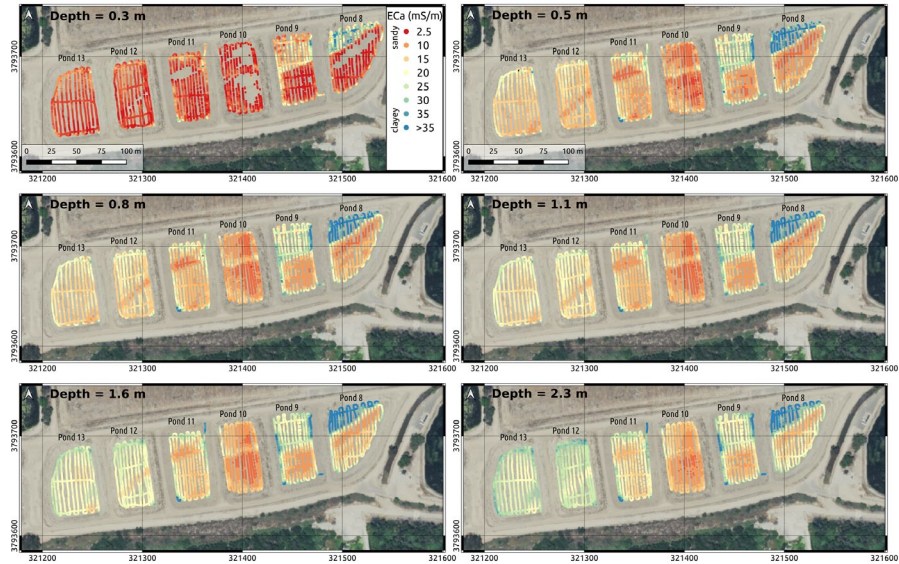 Depth = 0.3 m
Pond 13
Pond 12
Pond 11
Pond 10
Pond 9
Pond 8
ECa (mS/m)
sandy
2.5
10
15
20
25
30
35
>35
clayey
0 25 50 75 100 m
3793700
3793600
321200 321300 321400 321500 321600
Depth = 0.5 m
Pond 13
Pond 12
Pond 11
Pond 10
Pond 9
Pond 8
0 25 50 75 100 m
3793700
3793600
321200 321300 321400 321500 321600
Depth = 0.8 m
Pond 13
Pond 12
Pond 11
Pond 10
Pond 9
Pond 8
3793700
3793600
Depth = 1.1 m
Pond 13
Pond 12
Pond 11
Pond 10
Pond 9
Pond 8
3793700
3793600
321200 321300 321400 321500 321600
321200 321300 321400 321500 321600
Depth = 1.6 m
Pond 13
Pond 12
Pond 11
Pond 10
Pond 9
Pond 8
3793700
3793600
321200 321300 321400 321500 321600
Depth = 2.3 m
Pond 13
Pond 12
Pond 11
Pond 10
Pond 9
Pond 8
3793700
3793600
321200 321300 321400 321500 321600